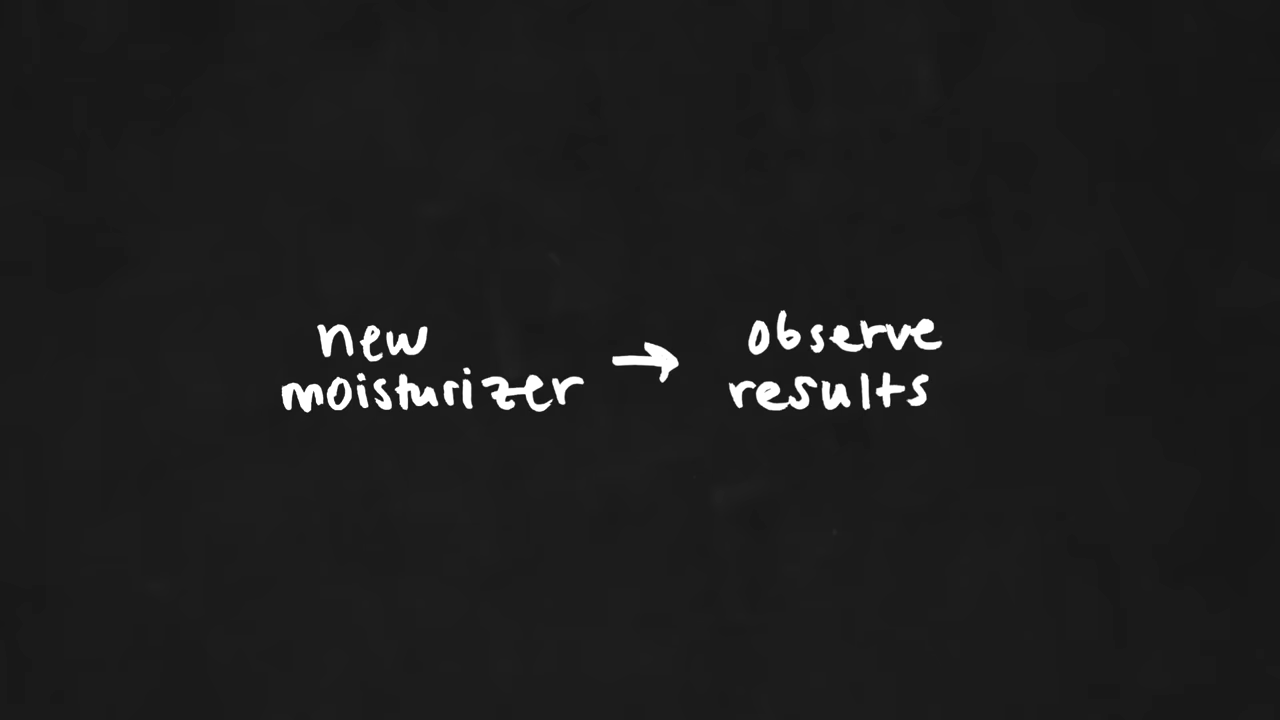 new
moisturizer → observe
results